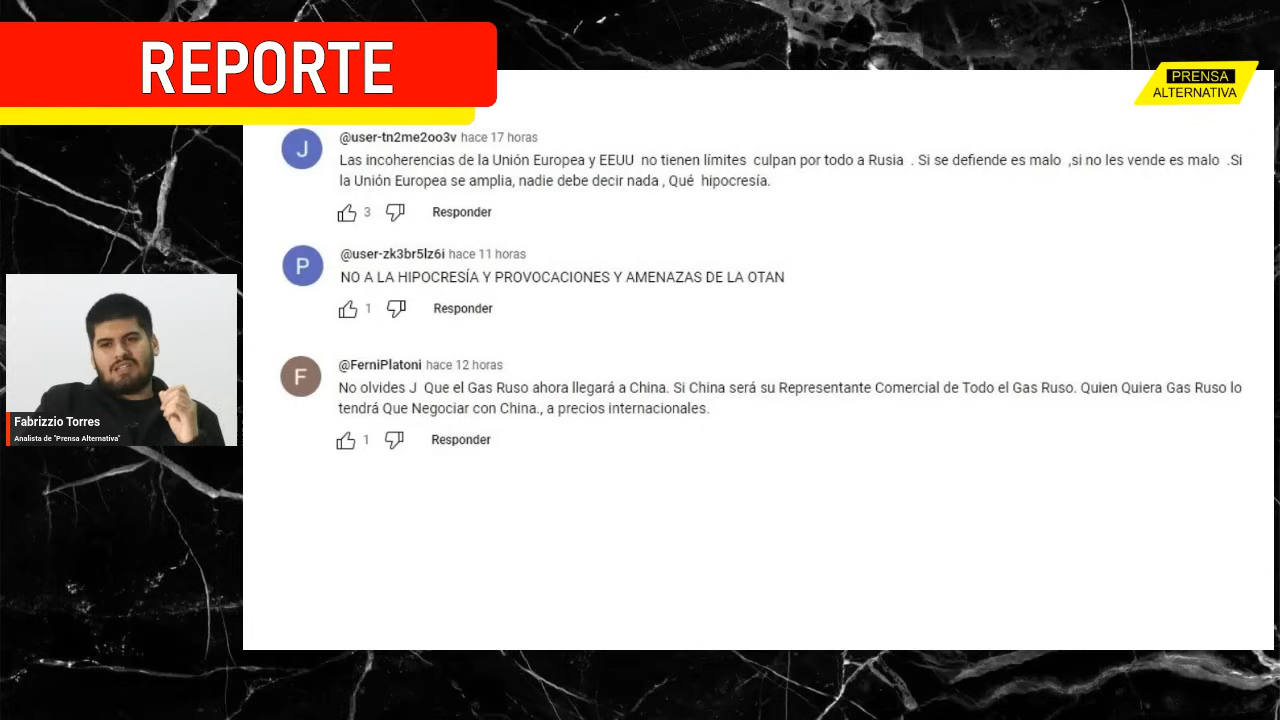 REPORTE
PRENSA
ALTERNATIVA
J
@user-tn2me2oo3v hace 17 horas
Las incoherencias de la Unión Europea y EEUU no tienen límites culpan por todo a Rusia . Si se defiende es malo ,si no les vende es malo .Si
la Unión Europea se amplia, nadie debe decir nada , Qué hipocresía.
3 Responder
P
@user-zk3br5lz6i hace 11 horas
NO A LA HIPOCRESÍA Y PROVOCACIONES Y AMENAZAS DE LA OTAN
1 Responder
F
@FerniPlatoni hace 12 horas
No olvides J Que el Gas Ruso ahora llegará a China. Si China será su Representante Comercial de Todo el Gas Ruso. Quien Quiera Gas Ruso lo
tendrá Que Negociar con China., a precios internacionales.
1 Responder
Fabrizzio Torres
Analista de "Prensa Alternativa"